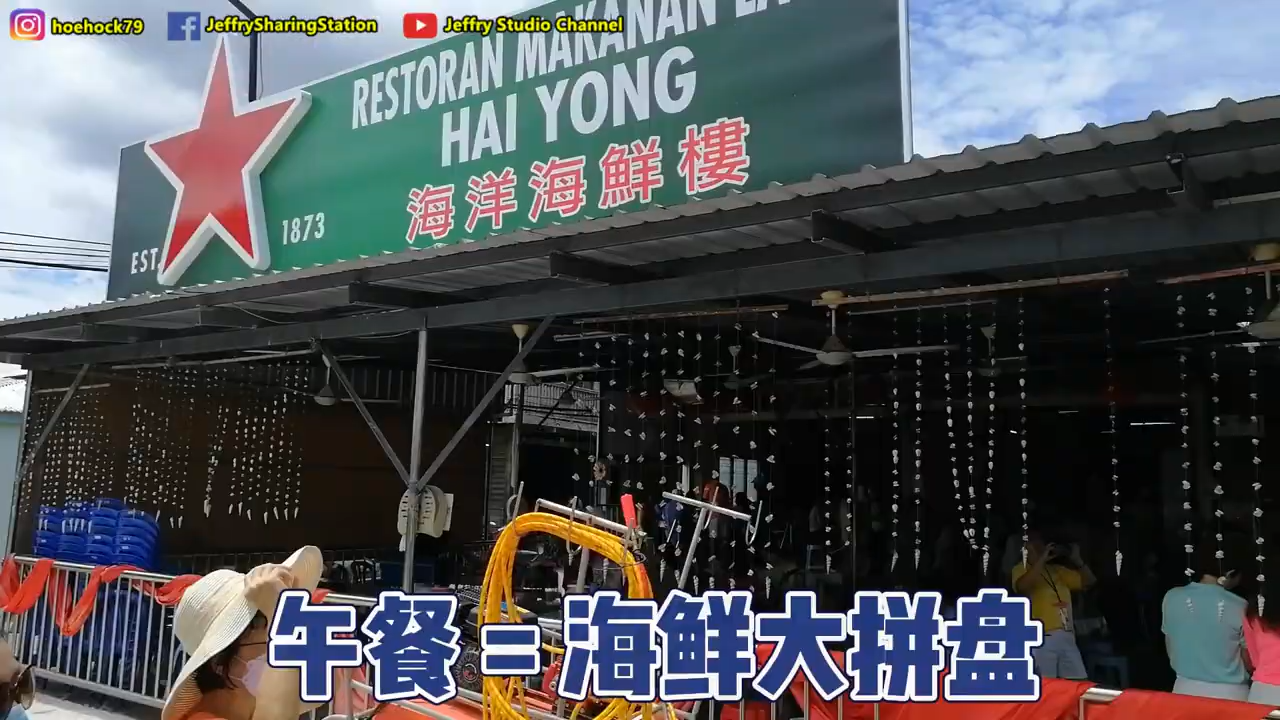 hoehock79
JeffrySharingStation
Jeffry Studio Channel
RESTORAN MAKANAN
HAI YONG
海洋海鮮樓
EST. 1873
午餐 = 海鲜大拼盘